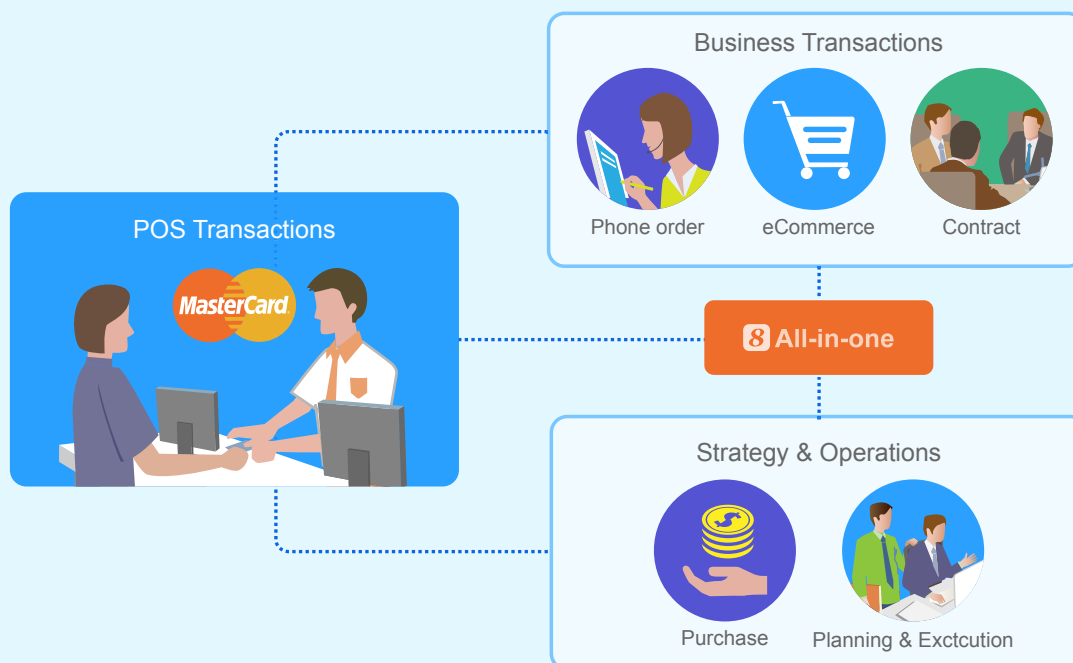 Business Transactions
Phone order
eCommerce
Contract
POS Transactions
MasterCard
8 All-in-one
Strategy & Operations
$
Purchase
Planning & Exctcution